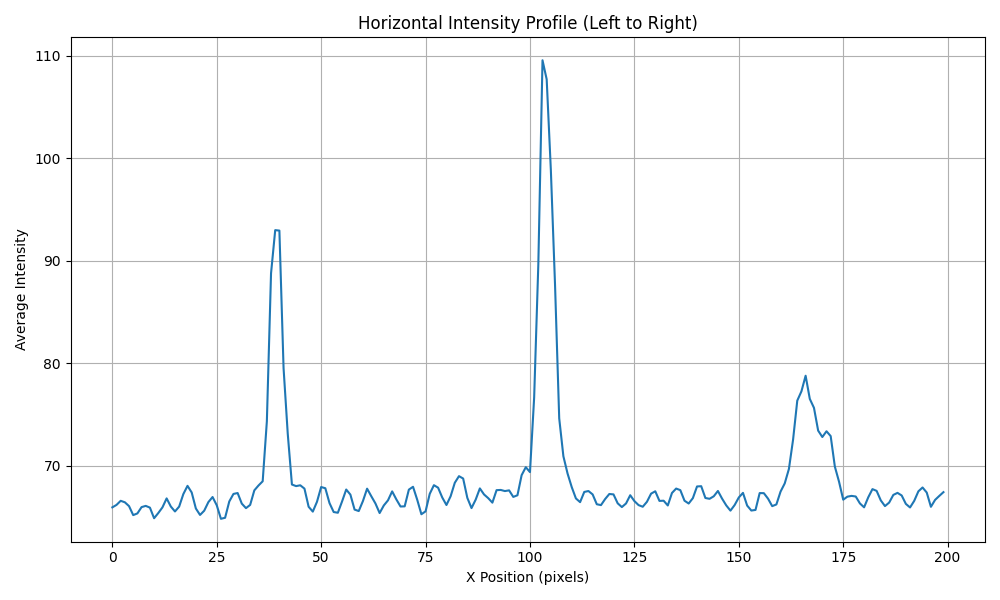 Horizontal Intensity Profile (Left to Right)
110
100
90
80
70
Average Intensity
0 25 50 75 100 125 150 175 200
X Position (pixels)